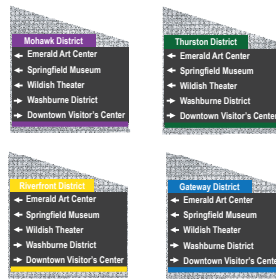 Mohawk District
← Emerald Art Center
← Springfield Museum
← Wildish Theater
→ Washburne District
→ Downtown Visitor's Center
Thurston District
← Emerald Art Center
← Springfield Museum
← Wildish Theater
→ Washburne District
→ Downtown Visitor's Center
Riverfront District
← Emerald Art Center
← Springfield Museum
← Wildish Theater
→ Washburne District
→ Downtown Visitor's Center
Gateway District
← Emerald Art Center
← Springfield Museum
← Wildish Theater
→ Washburne District
→ Downtown Visitor's Cente